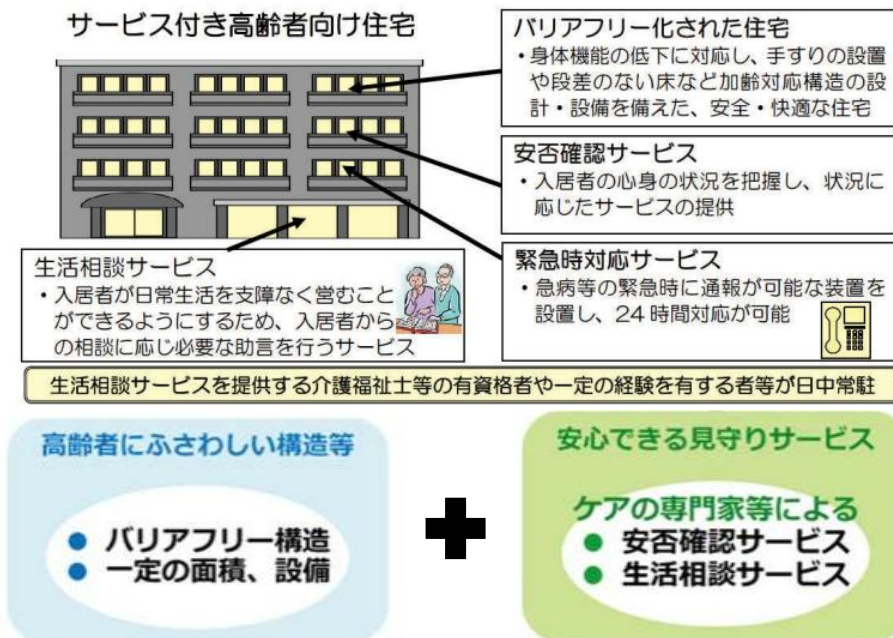 サービス付き高齢者向け住宅
バリアフリー化された住宅
・身体機能の低下に対応し、手すりの設置
や段差のない床など加齢対応構造の設
計・設備を備えた、安全・快適な住宅
安否確認サービス
・入居者の心身の状況を把握し、状況に
応じたサービスの提供
緊急時対応サービス
・急病等の緊急時に通報が可能な装置を
設置し、24時間対応が可能
生活相談サービス
・入居者が日常生活を支障なく営むこと
ができるようにするため、入居者から
の相談に応じ必要な助言を行うサービス
生活相談サービスを提供する介護福祉士等の有資格者や一定の経験を有する者等が日中常駐
高齢者にふさわしい構造等
● バリアフリー構造
● 一定の面積、設備
安心できる見守りサービス
ケアの専門家等による
● 安否確認サービス
● 生活相談サービス